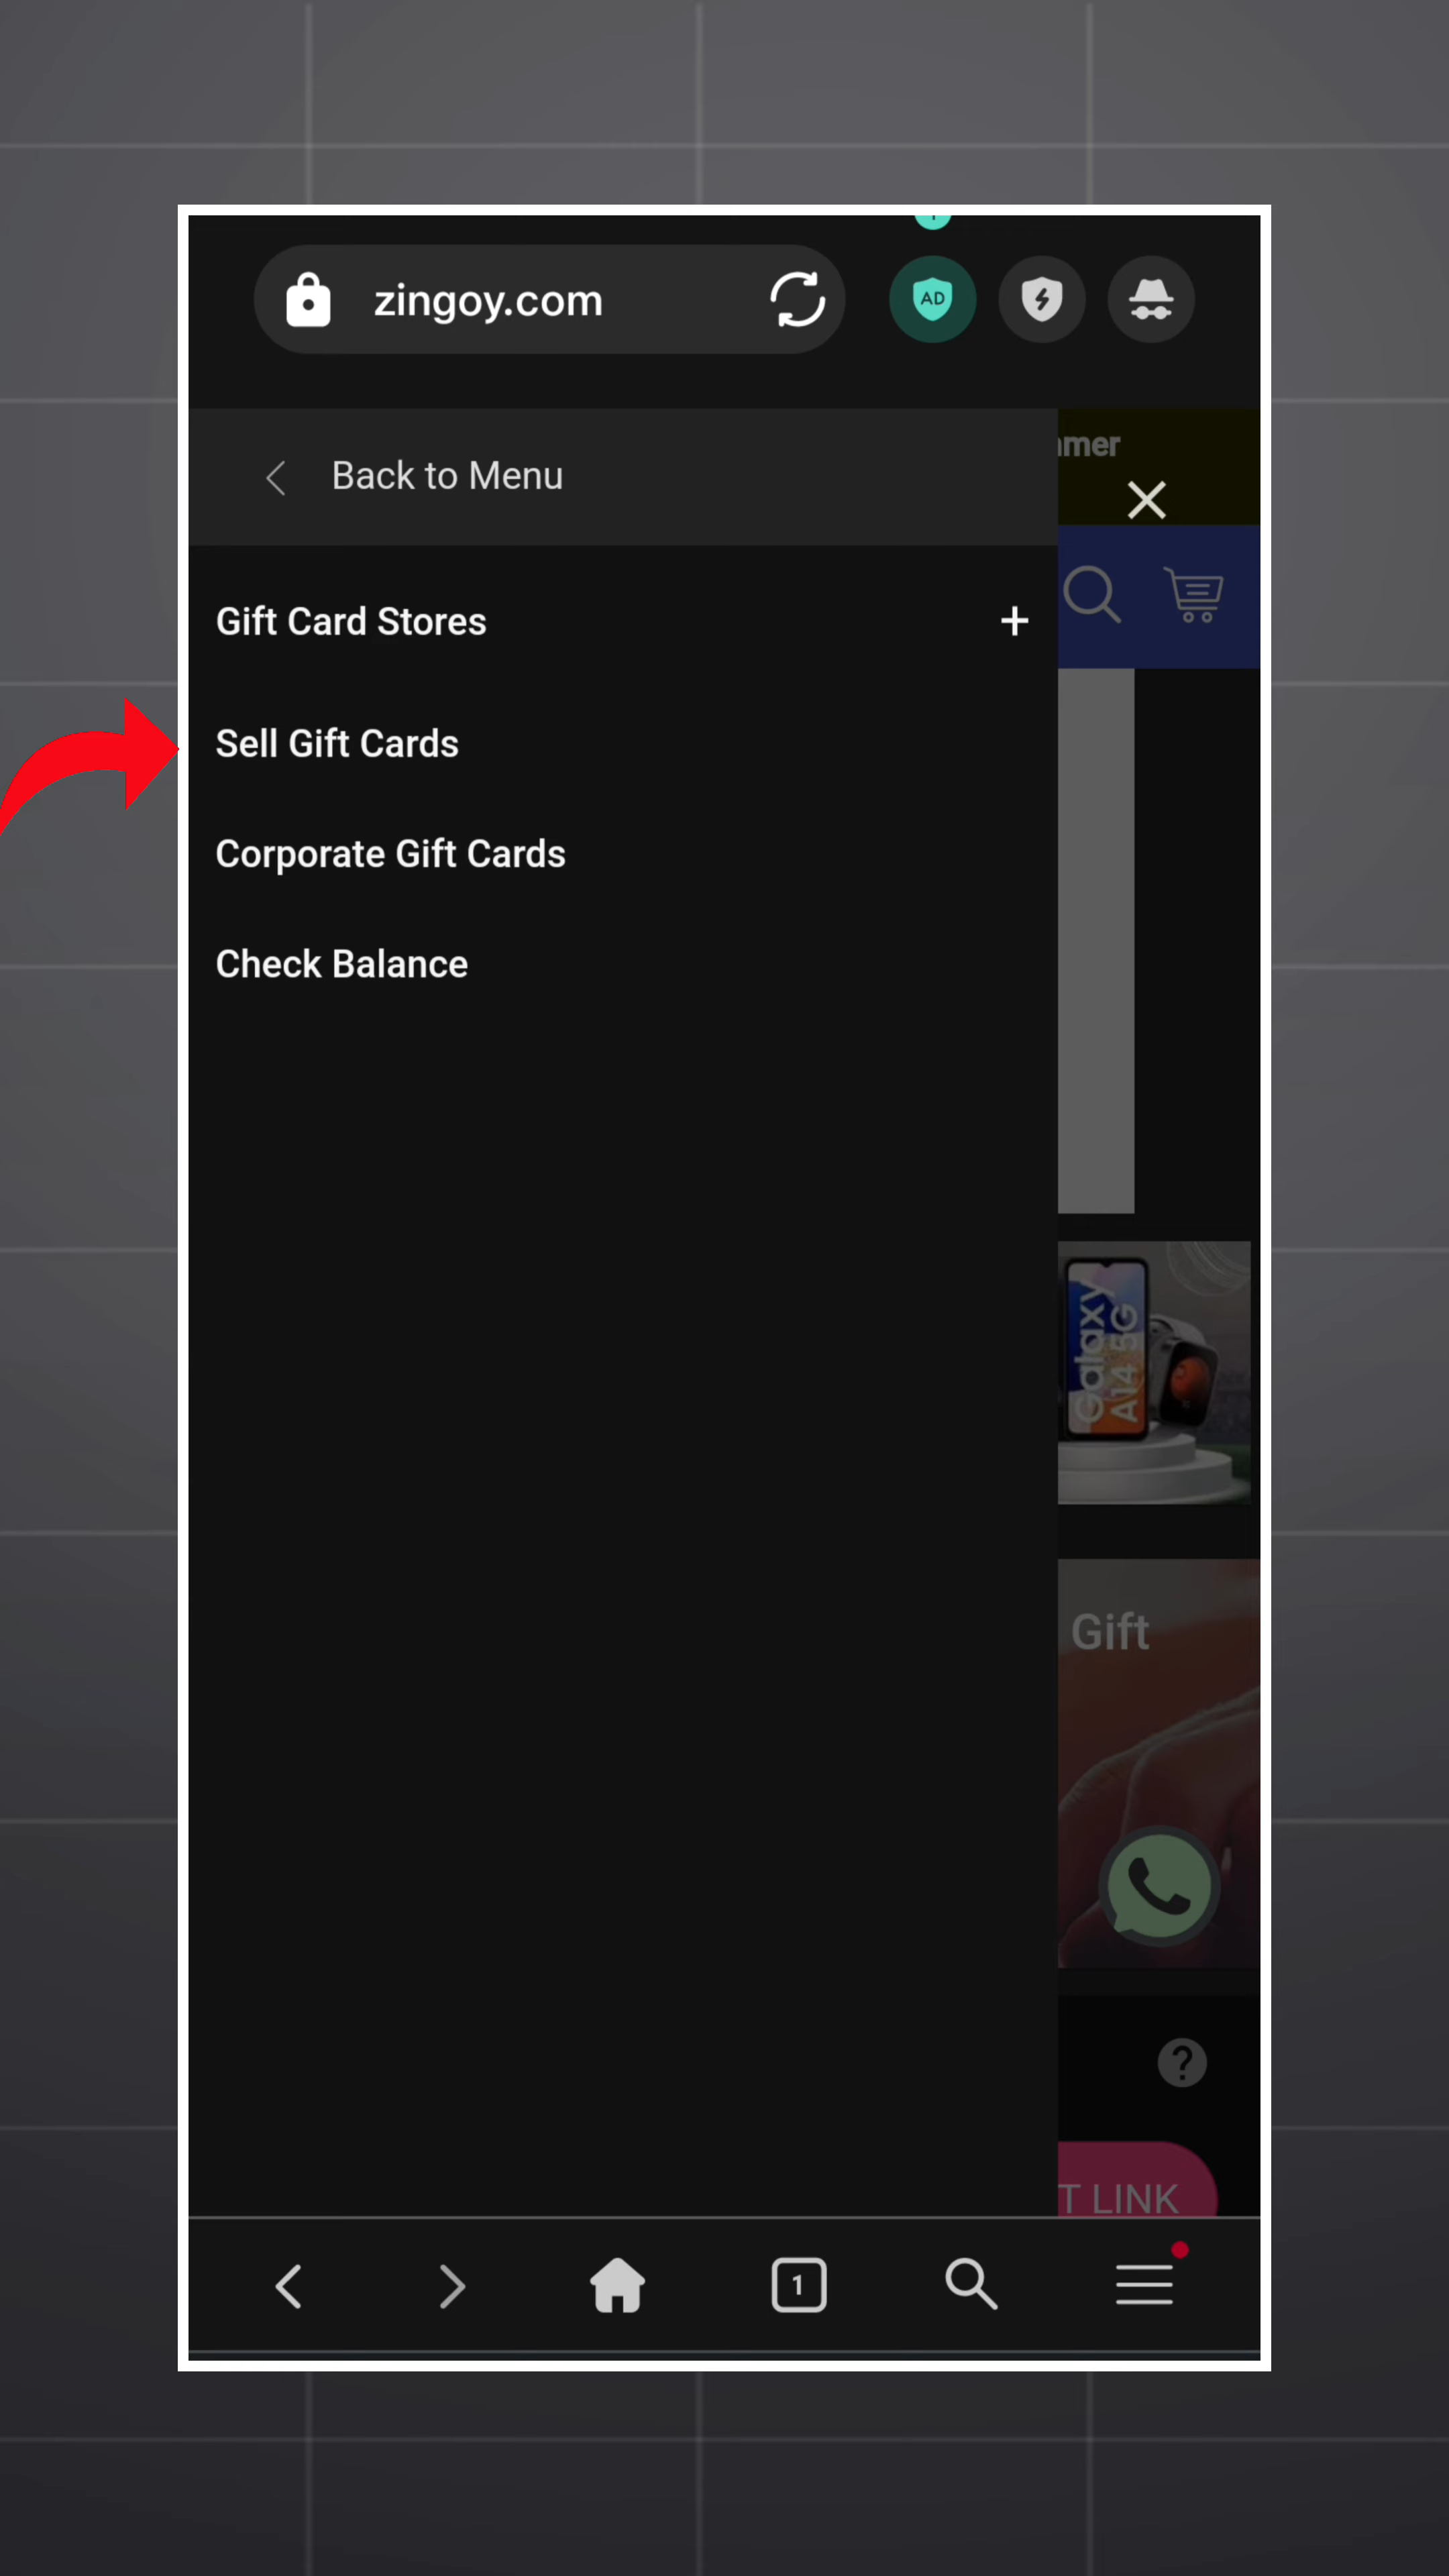 zingoy.com
AD
Back to Menu
mer
Gift Card Stores
Sell Gift Cards
Corporate Gift Cards
Check Balance
Galaxy
A14 5G
Gift
?
T LINK
1